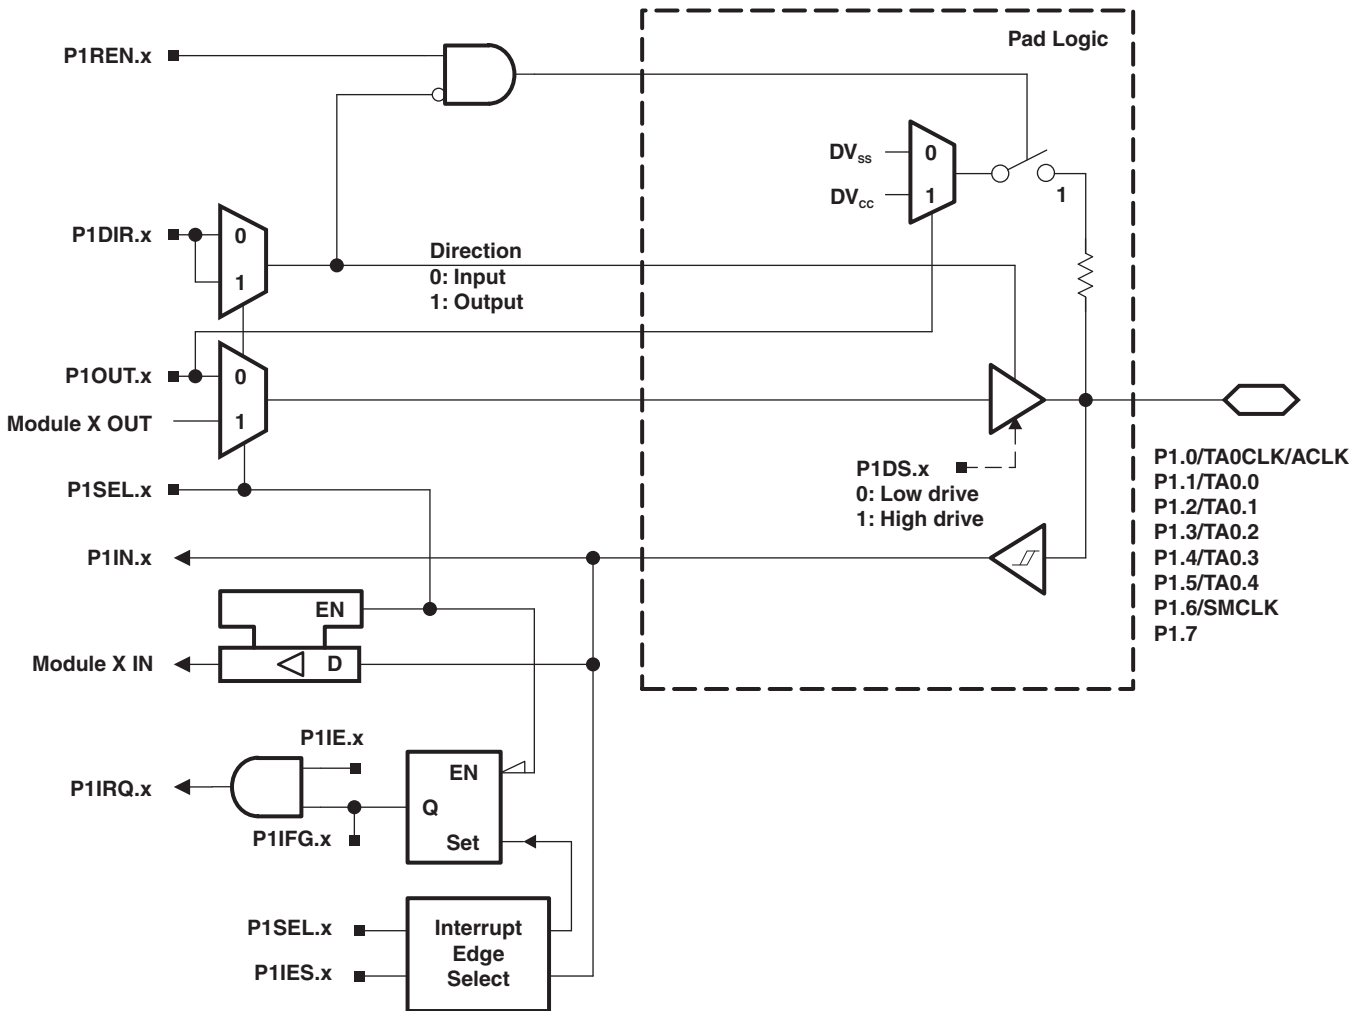 Pad Logic
P1REN.x
DVSS
0
DVCC
1
1
P1DIR.x
0
1
Direction
0: Input
1: Output
P1OUT.x
0
Module X OUT
1
P1DS.x
0: Low drive
1: High drive
P1SEL.x
P1.0/TA0CLK/ACLK
P1.1/TA0.0
P1.2/TA0.1
P1.3/TA0.2
P1.4/TA0.3
P1.5/TA0.4
P1.6/SMCLK
P1.7
P1IN.x
EN
Module X IN
D
P1IE.x
P1IRQ.x
EN
Q
P1IFG.x
Set
P1SEL.x
P1IES.x
Interrupt
Edge
Select